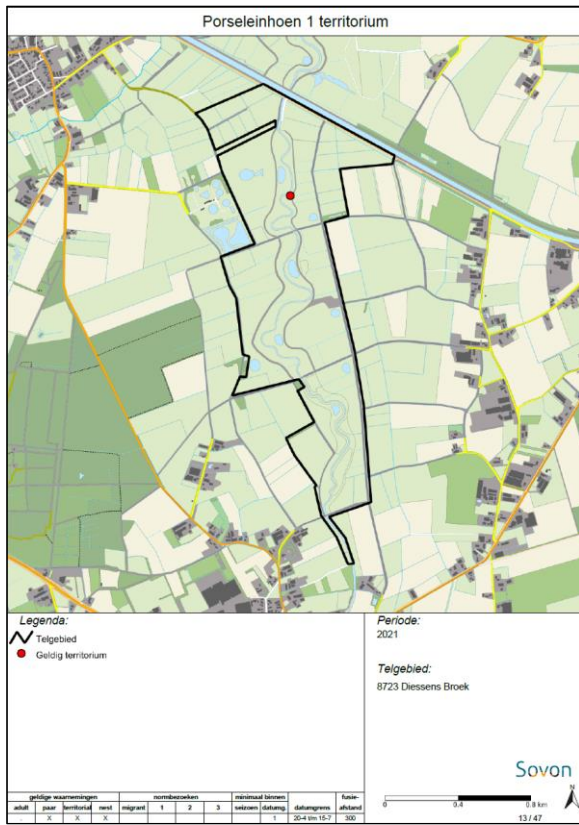 Porseleinhoen 1 territorium
Legenda:
Telgebied
Geldig territorium
Periode:
2021
Telgebied:
8723 Diessens Broek
Sovon
0 0.4 0.8 km
N
13 / 47
geldige waarnemingen normbezoeken minimaal binnen fusie-
adult paar territoriaal nest migrant 1 2 3 seizoen datumg. datumgrens afstand
. X X X 1 20-4 t/m 15-7 300